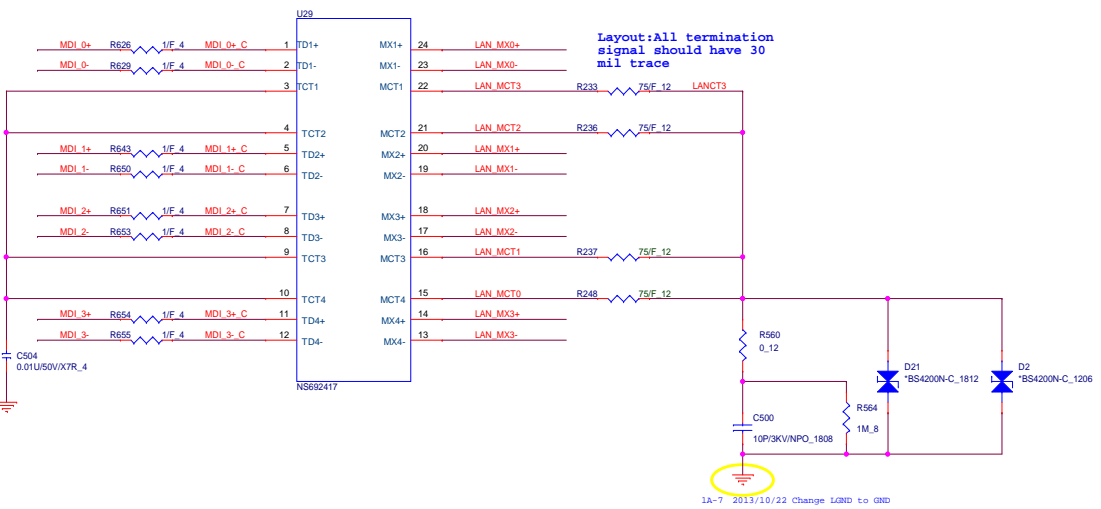 U29
MDI_0+ R626 1/F_4 MDI_0+_C 1 TD1+ MX1+ 24 LAN_MX0+
MDI_0- R629 1/F_4 MDI_0-_C 2 TD1- MX1- 23 LAN_MX0-
Layout:All termination
signal should have 30
mil trace
3 TCT1 MCT1 22 LAN_MCT3 R233 75/F_12 LANCT3
4 TCT2 MCT2 21 LAN_MCT2 R236 75/F_12
MDI_1+ R643 1/F_4 MDI_1+_C 5 TD2+ MX2+ 20 LAN_MX1+
MDI_1- R650 1/F_4 MDI_1-_C 6 TD2- MX2- 19 LAN_MX1-
MDI_2+ R651 1/F_4 MDI_2+_C 7 TD3+ MX3+ 18 LAN_MX2+
MDI_2- R653 1/F_4 MDI_2-_C 8 TD3- MX3- 17 LAN_MX2-
9 TCT3 MCT3 16 LAN_MCT1 R237 75/F_12
10 TCT4 MCT4 15 LAN_MCT0 R248 75/F_12
MDI_3+ R654 1/F_4 MDI_3+_C 11 TD4+ MX4+ 14 LAN_MX3+
MDI_3- R655 1/F_4 MDI_3-_C 12 TD4- MX4- 13 LAN_MX3-
R560
0_12
C504
0.01U/50V/X7R_4
D21
*BS4200N-C_1812
D2
*BS4200N-C_1206
NS692417
R564
1M_8
C500
10P/3KV/NPO_1808
1A-7 2013/10/22 Change LGND to GND